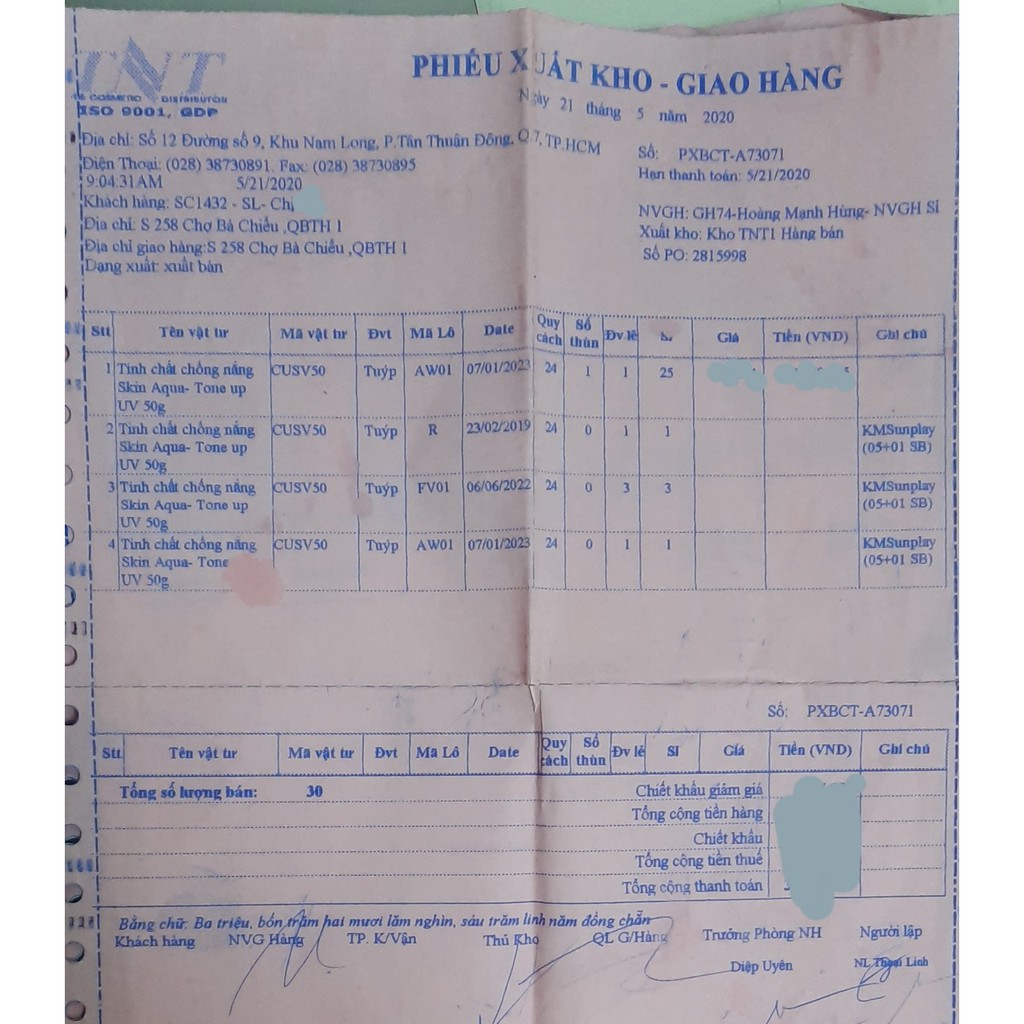 TNT
COSMETIC DISTRIBUTOR
ISO 9001, GDP
PHIẾU XUẤT KHO - GIAO HÀNG
Ngày 21 tháng 5 năm 2020
Địa chỉ: Số 12 Đường số 9, Khu Nam Long, P.Tân Thuận Đông, Q.7, TP.HCM
Điện Thoại: (028) 38730891. Fax: (028) 38730895
9:04:31AM 5/21/2020
Khách hàng: SC1432 - SL- Chị
Địa chỉ: S 258 Chợ Bà Chiểu ,QBTH 1
Địa chỉ giao hàng:S 258 Chợ Bà Chiểu ,QBTH 1
Dạng xuất: xuất bán
Số: PXBCT-A73071
Hạn thanh toán: 5/21/2020
NVGH: GH74-Hoàng Mạnh Hùng- NVGH Sỉ
Xuất kho: Kho TNT1 Hàng bán
Số PO: 2815998
Stt Tên vật tư Mã vật tư Đvt Mã Lô Date Quy cách Số thùn Đv lẻ Giá Tiền (VND) Ghi chú
1 Tinh chất chống nắng CUSV50 Tuýp AW01 07/01/2023 24 1 1 25
Skin Aqua- Tone up
UV 50g
2 Tinh chất chống nắng CUSV50 Tuýp R 23/02/2019 24 0 1 1 KMSunplay
Skin Aqua- Tone up (05+01 SB)
UV 50g
3 Tinh chất chống nắng CUSV50 Tuýp FV01 06/06/2022 24 0 3 3 KMSunplay
Skin Aqua- Tone up (05+01 SB)
UV 50g
4 Tinh chất chống nắng CUSV50 Tuýp AW01 07/01/2023 24 0 1 1 KMSunplay
Skin Aqua- Tone (05+01 SB)
UV 50g
Số: PXBCT-A73071
Stt Tên vật tư Mã vật tư Đvt Mã Lô Date Quy cách Số thùn Đv lẻ Sl Giá Tiền (VND) Ghi chú
Tổng số lượng bán: 30 Chiết khấu giảm giá
Tổng cộng tiền hàng
Chiết khấu
Tổng cộng tiền thuế
Tổng cộng thanh toán
Bằng chữ: Ba triệu, bốn trăm hai mươi lăm nghìn, sáu trăm linh năm đồng chẵn
Khách hàng NVG Hàng TP. K/Vận Thủ Kho QL G/Hàng Trưởng Phòng NH Người lập
Diệp Uyên NL Thoại Linh